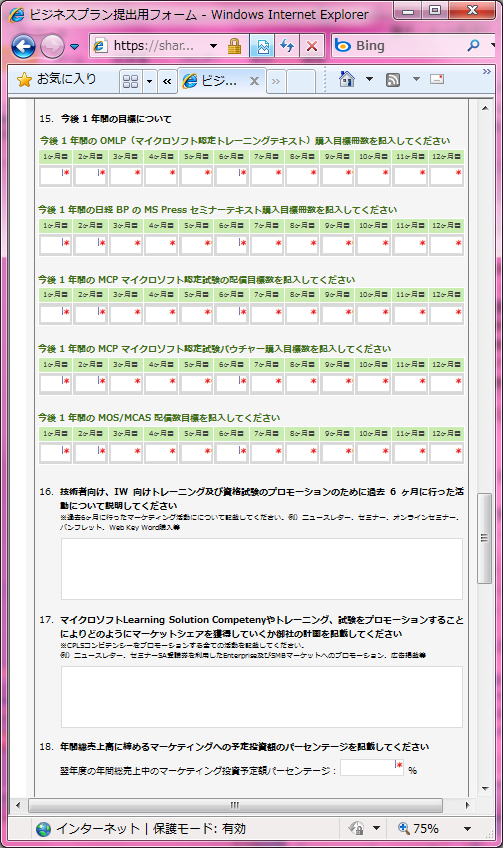 ビジネスプラン提出用フォーム - Windows Internet Explorer
https://shar...
Bing
お気に入り
ビジ...
15. 今後 1 年間の目標について
今後 1 年間の OMLP（マイクロソフト認定トレーニングテキスト）購入目標冊数を記入してください
1ヶ月目 2ヶ月目 3ヶ月目 4ヶ月目 5ヶ月目 6ヶ月目 7ヶ月目 8ヶ月目 9ヶ月目 10ヶ月目 11ヶ月目 12ヶ月目
* * * * * * * * * * * *
今後 1 年間の日経 BP の MS Press セミナーテキスト購入目標冊数を記入してください
1ヶ月目 2ヶ月目 3ヶ月目 4ヶ月目 5ヶ月目 6ヶ月目 7ヶ月目 8ヶ月目 9ヶ月目 10ヶ月目 11ヶ月目 12ヶ月目
* * * * * * * * * * * *
今後 1 年間の MCP マイクロソフト認定試験の配信目標数を記入してください
1ヶ月目 2ヶ月目 3ヶ月目 4ヶ月目 5ヶ月目 6ヶ月目 7ヶ月目 8ヶ月目 9ヶ月目 10ヶ月目 11ヶ月目 12ヶ月目
* * * * * * * * * * * *
今後 1 年間の MCP マイクロソフト認定試験バウチャー購入目標数を記入してください
1ヶ月目 2ヶ月目 3ヶ月目 4ヶ月目 5ヶ月目 6ヶ月目 7ヶ月目 8ヶ月目 9ヶ月目 10ヶ月目 11ヶ月目 12ヶ月目
* * * * * * * * * * * *
今後 1 年間の MOS/MCAS 配信数目標を記入してください
1ヶ月目 2ヶ月目 3ヶ月目 4ヶ月目 5ヶ月目 6ヶ月目 7ヶ月目 8ヶ月目 9ヶ月目 10ヶ月目 11ヶ月目 12ヶ月目
* * * * * * * * * * * *
16. 技術者向け、IW 向けトレーニング及び資格試験のプロモーションのために過去 6 ヶ月に行った活
動について説明してください
※過去6ヶ月に行ったマーケティング活動にについて記載してください。例）ニュースレター、セミナー、オンラインセミナー、
パンフレット、Web Key Word購入等
17. マイクロソフトLearning Solution Competenyやトレーニング、試験をプロモーションすること
によりどのようにマーケットシェアを獲得していくか御社の計画を記載してください
※CPLSコンピテンシーをプロモーションする全ての活動を記載してください。
例）ニュースレター、セミナーSA受講券を利用したEnterprise及びSMBマーケットへのプロモーション、広告掲載等
18. 年間総売上高に締めるマーケティングへの予定投資額のパーセンテージを記載してください
翌年度の年間総売上中のマーケティング投資予定額パーセンテージ： * %
インターネット | 保護モード: 有効
75%